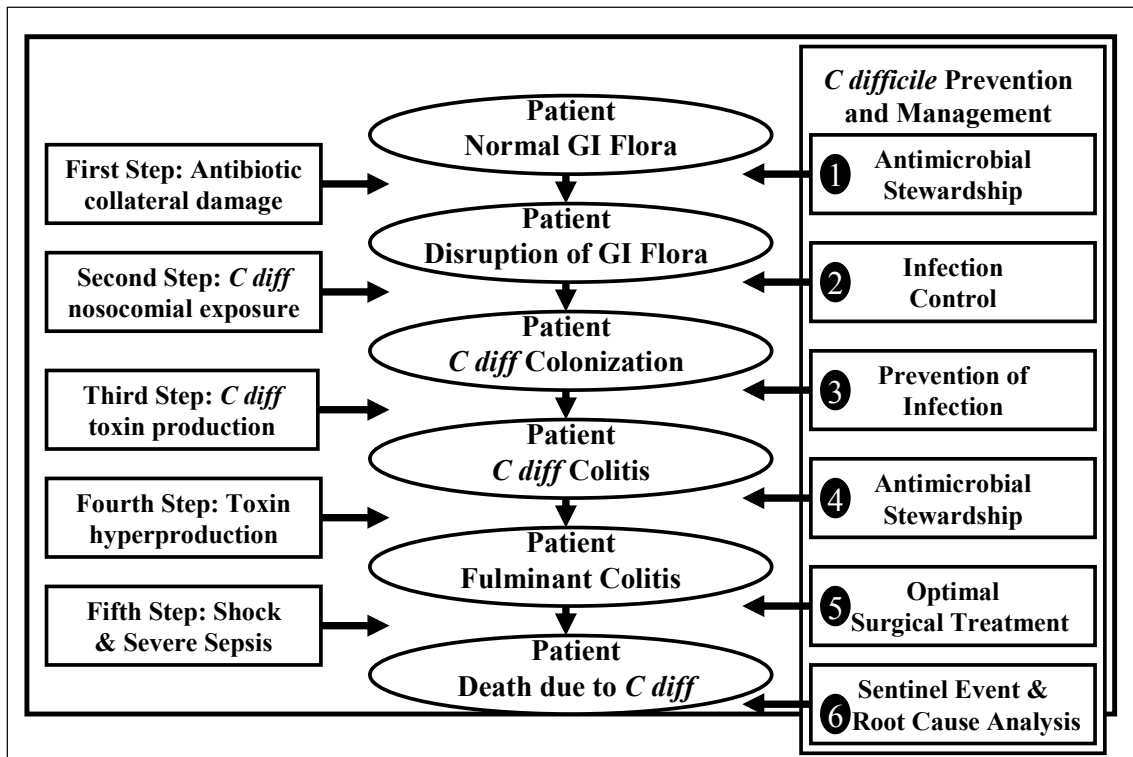 C difficile Prevention
and Management
Patient
Normal GI Flora
First Step: Antibiotic
collateral damage
1
Antimicrobial
Stewardship
Patient
Disruption of GI Flora
Second Step: C diff
nosocomial exposure
2
Infection
Control
Patient
C diff Colonization
Third Step: C diff
toxin production
3
Prevention of
Infection
Patient
C diff Colitis
Fourth Step: Toxin
hyperproduction
4
Antimicrobial
Stewardship
Patient
Fulminant Colitis
Fifth Step: Shock
& Severe Sepsis
5
Optimal
Surgical Treatment
Patient
Death due to C diff
6
Sentinel Event &
Root Cause Analysis